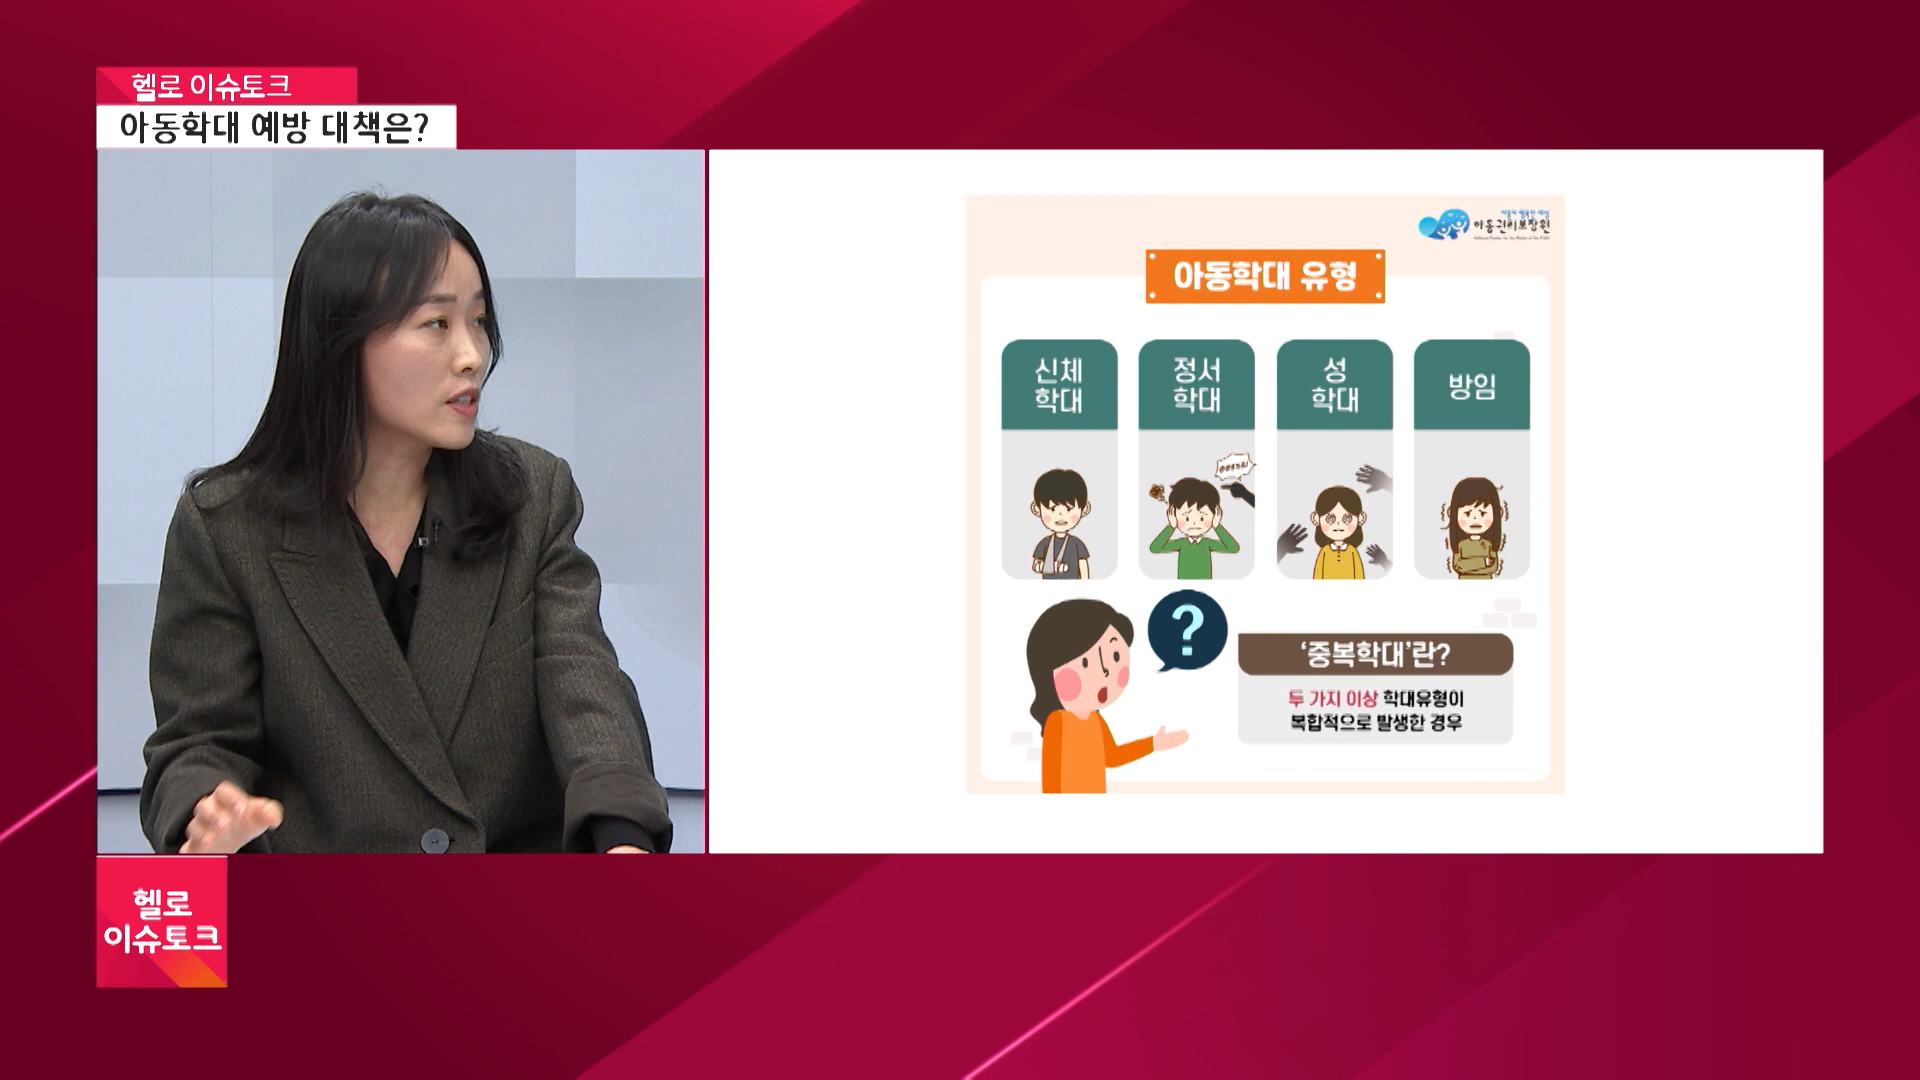 헬로 이슈토크
아동학대 예방 대책은?
아동권리보장원
아동학대 유형
신체
학대
정서
학대
성
학대
방임
?
'중복학대'란?
두 가지 이상 학대유형이
복합적으로 발생한 경우
헬로
이슈토크